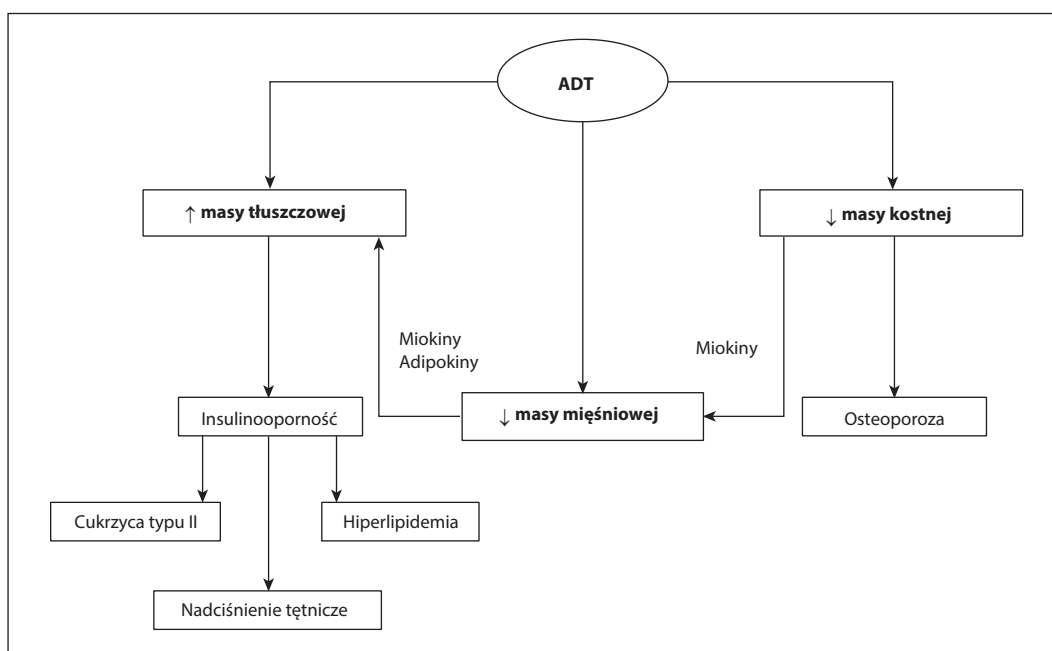 ADT
↑ masy tłuszczowej
↓ masy kostnej
Miokiny
Adipokiny
Miokiny
↓ masy mięśniowej
Insulinooporność
Osteoporoza
Cukrzyca typu II
Hiperlipidemia
Nadciśnienie tętnicze